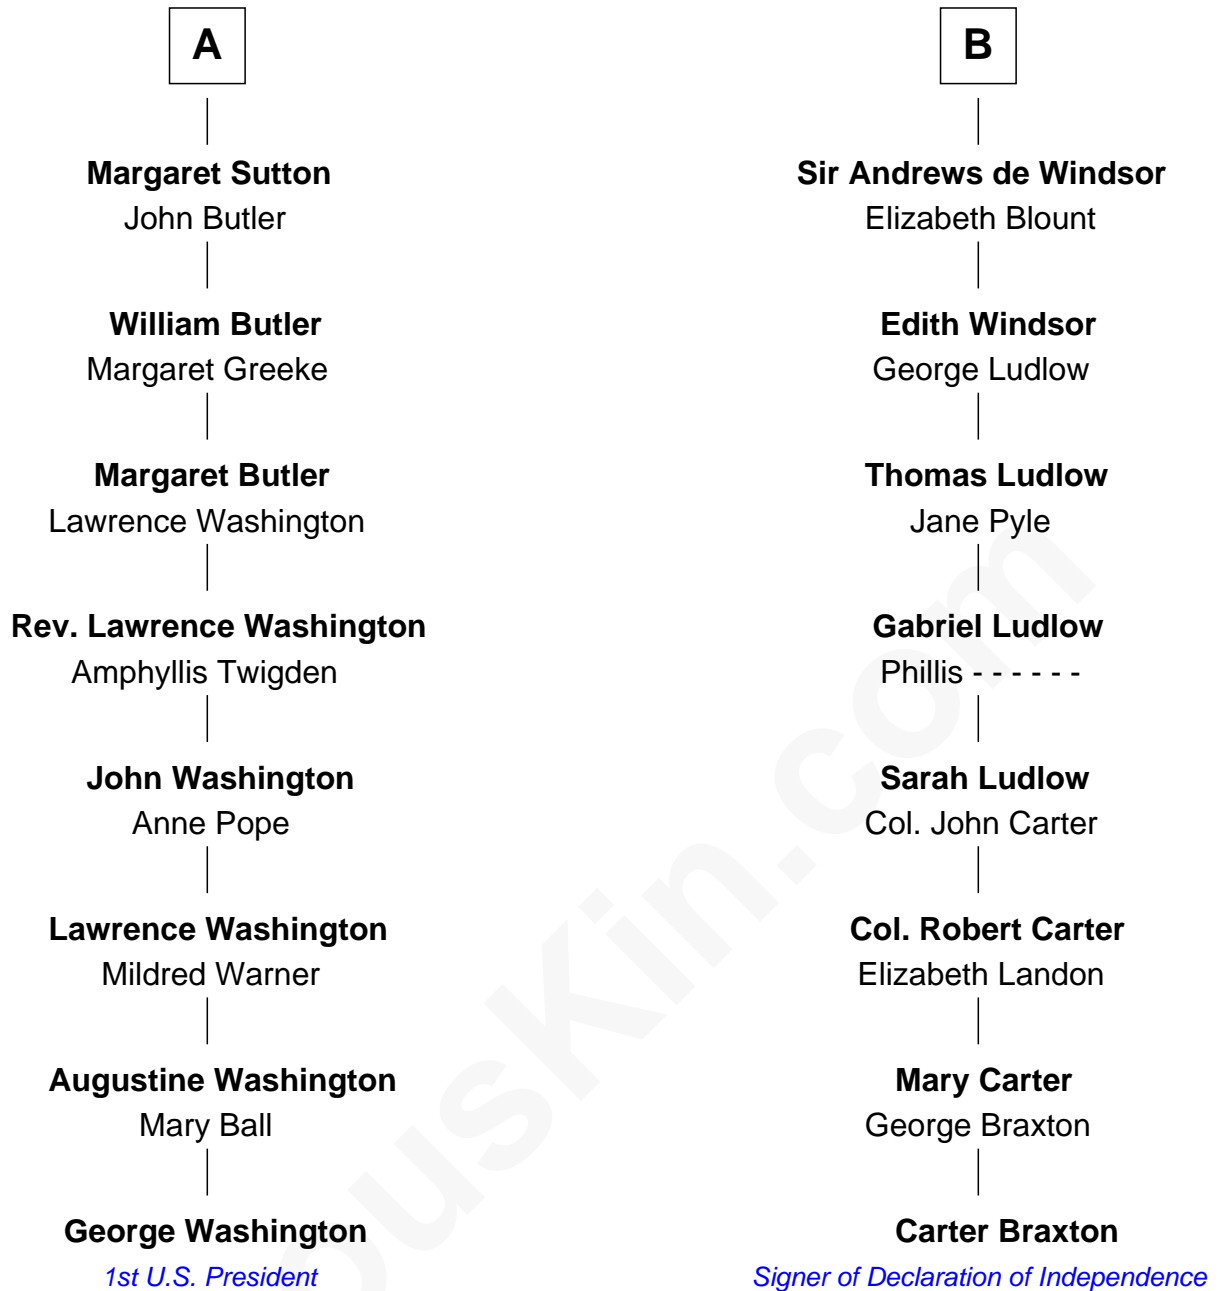 A
Margaret Sutton
John Butler
William Butler
Margaret Greeke
Margaret Butler
Lawrence Washington
Rev. Lawrence Washington
Amphyllis Twigden
John Washington
Anne Pope
Lawrence Washington
Mildred Warner
Augustine Washington
Mary Ball
George Washington
1st U.S. President
B
Sir Andrews de Windsor
Elizabeth Blount
Edith Windsor
George Ludlow
Thomas Ludlow
Jane Pyle
Gabriel Ludlow
Phillis - - - - - -
Sarah Ludlow
Col. John Carter
Col. Robert Carter
Elizabeth Landon
Mary Carter
George Braxton
Carter Braxton
Signer of Declaration of Independence
ousKin.com